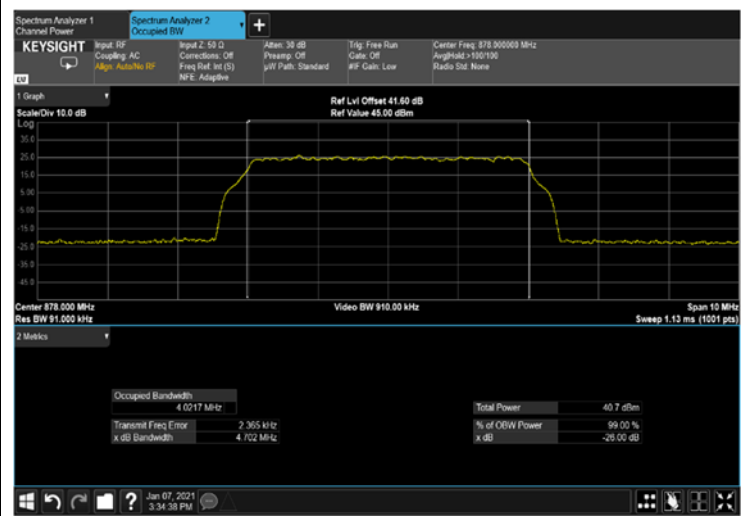 Spectrum Analyzer 1
Channel Power
Spectrum Analyzer 2
Occupied BW
+
KEYSIGHT
Input: RF
Coupling: AC
Align: Auto/No RF
Input Z: 50 Ω
Corrections: Off
Freq Ref: Int (S)
NFE: Adaptive
Atten: 30 dB
Preamp: Off
µW Path: Standard
Trig: Free Run
Gate: Off
#IF Gain: Low
Center Freq: 878.000000 MHz
Avg|Hold:>100/100
Radio Std: None
1 Graph
Scale/Div 10.0 dB
Ref Lvl Offset 41.60 dB
Ref Value 45.00 dBm
Log
35.0
25.0
15.0
5.00
-5.00
-15.0
-25.0
-35.0
-45.0
Center 878.000 MHz
Res BW 91.000 kHz
Video BW 910.00 kHz
Span 10 MHz
Sweep 1.13 ms (1001 pts)
2 Metrics
Occupied Bandwidth
4.0217 MHz
Transmit Freq Error 2.365 kHz
x dB Bandwidth 4.702 MHz
Total Power 40.7 dBm
% of OBW Power 99.00 %
x dB -26.00 dB
?
Jan 07, 2021
3:34:38 PM